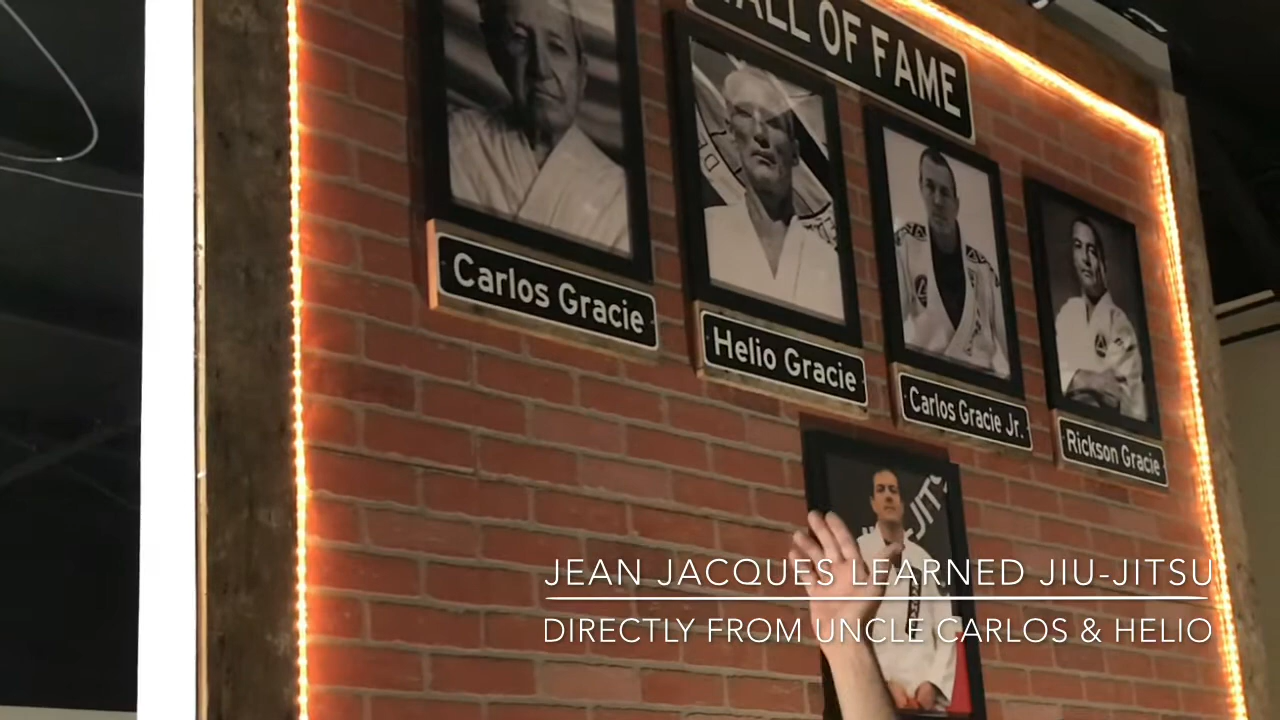 ALL OF FAME
Carlos Gracie
Helio Gracie
Carlos Gracie Jr.
Rickson Gracie
JEAN JACQUES LEARNED JIU-JITSU
DIRECTLY FROM UNCLE CARLOS & HELIO